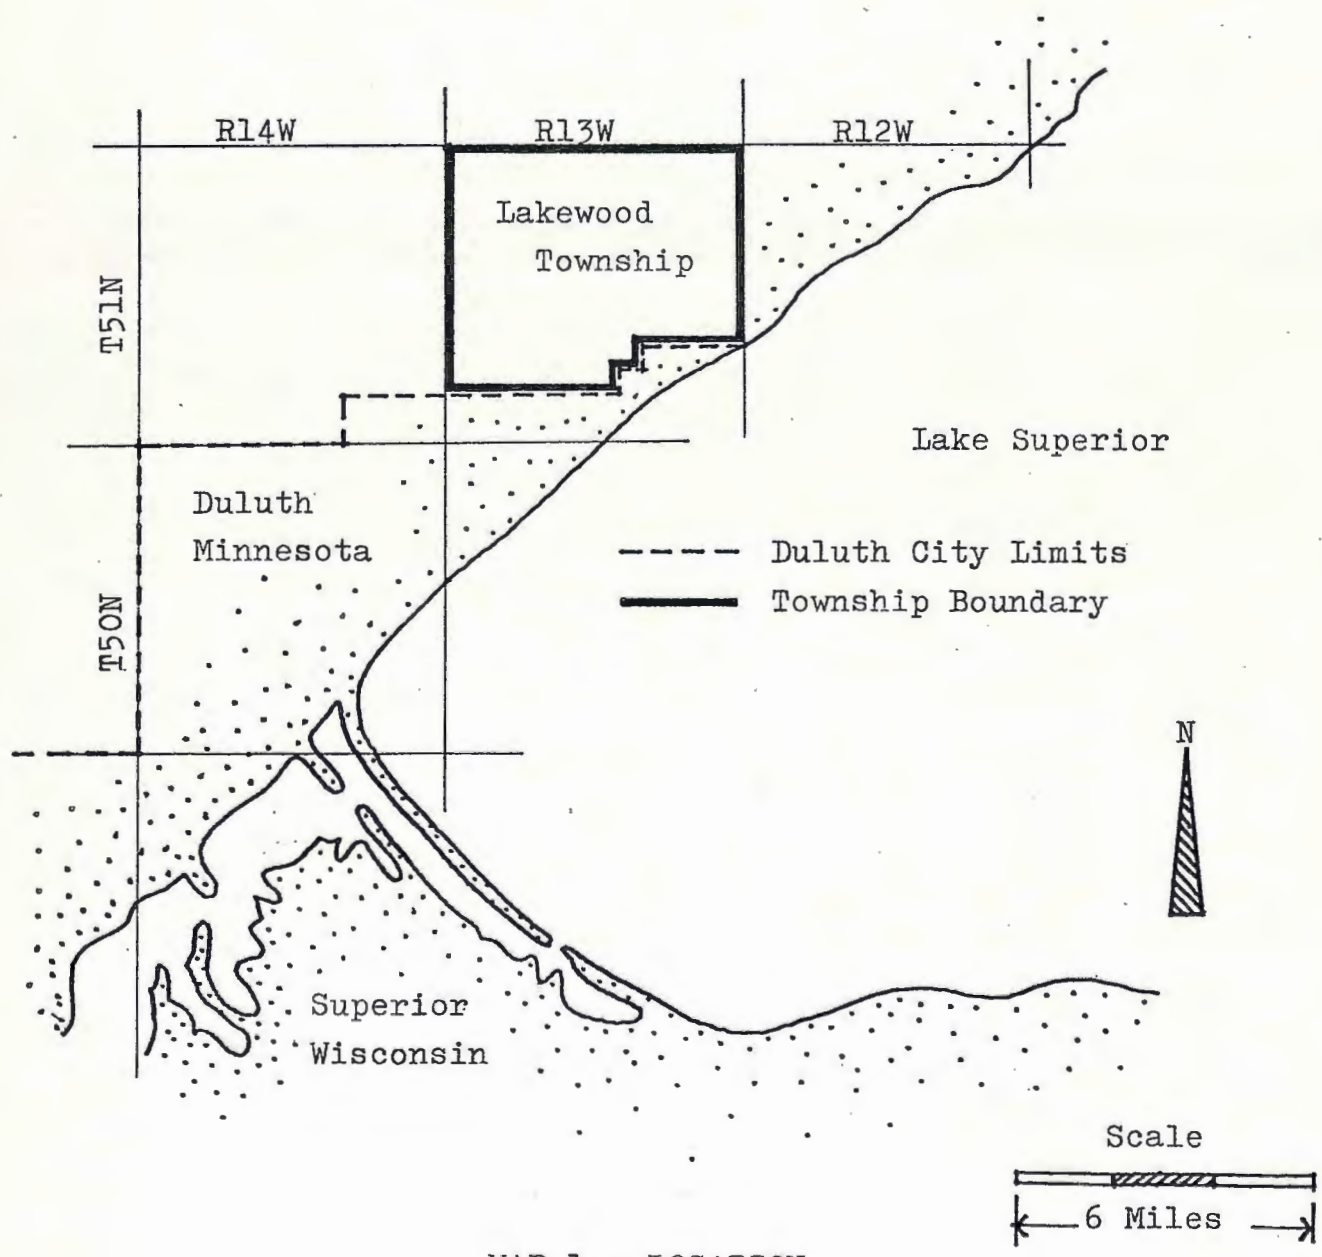 R14W
R13W
R12W
Lakewood
Township
T51N
Lake Superior
Duluth
Minnesota
Duluth City Limits
Township Boundary
T50N
N
Superior
Wisconsin
Scale
6 Miles